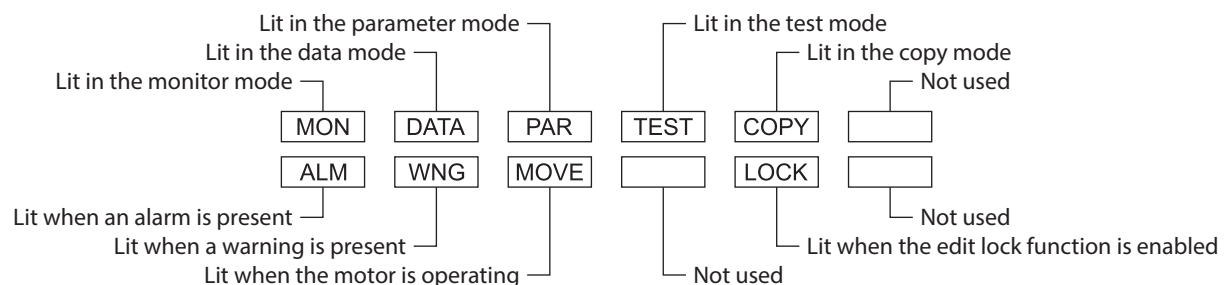 Lit in the parameter mode
Lit in the test mode
Lit in the data mode
Lit in the copy mode
Lit in the monitor mode
Not used
MON DATA PAR TEST COPY
ALM WNG MOVE LOCK
Lit when an alarm is present
Not used
Lit when a warning is present
Lit when the edit lock function is enabled
Lit when the motor is operating
Not used